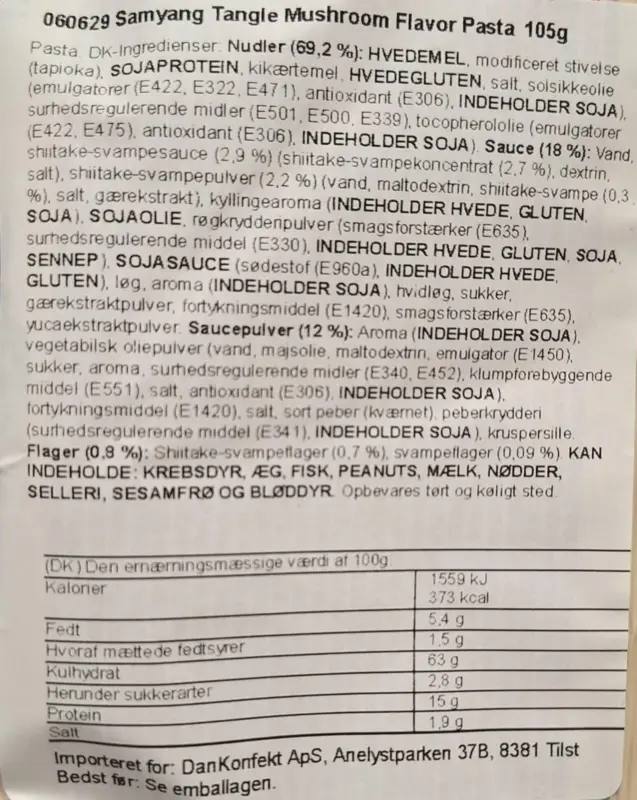 060629 Samyang Tangle Mushroom Flavor Pasta 105g
Pasta. DK-Ingredienser: Nudler (69,2 %): HVEDEMEL, modificeret stivelse
(tapioka), SOJAPROTEIN, kikærtemel, HVEDEGLUTEN, salt, solsikkeolie
(emulgatorer (E422, E322, E471), antioxidant (E306), INDEHOLDER SOJA),
surhedsregulerende midler (E501, E500, E339), tocopherololie (emulgatorer
(E422, E475), antioxidant (E306), INDEHOLDER SOJA). Sauce (18 %): Vand,
shiitake-svampesauce (2,9 %) (shiitake-svampekoncentrat (2,7 %), dextrin,
salt), shiitake-svampepulver (2,2 %) (vand, maltodextrin, shiitake-svampe (0,3
%), salt, gærekstrakt), kyllingearoma (INDEHOLDER HVEDE, GLUTEN,
SOJA), SOJAOLIE, røgkrydderipulver (smagsforstærker (E635),
surhedsregulerende middel (E330), INDEHOLDER HVEDE, GLUTEN, SOJA,
SENNEP), SOJASAUCE (sødestof (E960a), INDEHOLDER HVEDE,
GLUTEN), løg, aroma (INDEHOLDER SOJA), hvidløg, sukker,
gærekstraktpulver, fortykningsmiddel (E1420), smagsforstærker (E635),
yucaekstraktpulver. Saucepulver (12 %): Aroma (INDEHOLDER SOJA),
vegetabilsk oliepulver (vand, majsolie, maltodextrin, emulgator (E1450),
sukker, aroma, surhedsregulerende midler (E340, E452), klumpforebyggende
middel (E551), salt, antioxidant (E306), INDEHOLDER SOJA),
fortykningsmiddel (E1420), salt, sort peber (kværnet), peberkrydderi
(surhedsregulerende middel (E341), INDEHOLDER SOJA), kruspersille.
Flager (0,8 %): Shiitake-svampeflager (0,7 %), svampeflager (0,09 %). KAN
INDEHOLDE: KREBSDYR, ÆG, FISK, PEANUTS, MÆLK, NØDDER,
SELLERI, SESAMFRØ OG BLØDDYR. Opbevares tørt og køligt sted.
(DK) Den ernærningsmæssige værdi af 100g
Kalorier 1559 kJ
373 kcal
Fedt 5,4 g
Hvoraf mættede fedtsyrer 1,5 g
Kulhydrat 63 g
Herunder sukkerarter 2,8 g
Protein 15 g
Salt 1,9 g
Importeret for: DanKonfekt ApS, Anelystparken 37B, 8381 Tilst
Bedst før: Se emballagen.